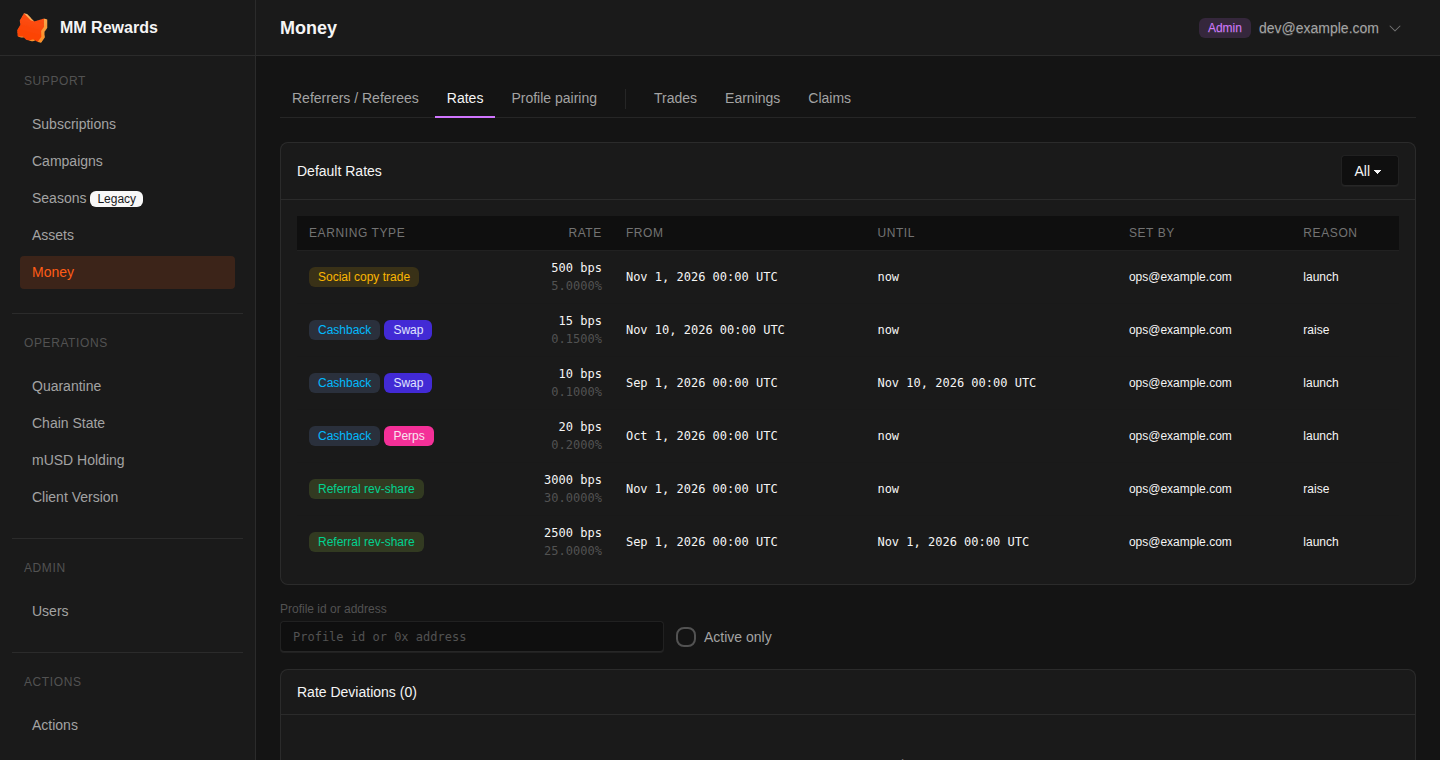 MM Rewards
Money
Admin dev@example.com
SUPPORT
Subscriptions
Campaigns
Seasons Legacy
Assets
Money
OPERATIONS
Quarantine
Chain State
mUSD Holding
Client Version
ADMIN
Users
ACTIONS
Actions
Referrers / Referees Rates Profile pairing Trades Earnings Claims
Default Rates
All
EARNING TYPE RATE FROM UNTIL SET BY REASON
Social copy trade 500 bps Nov 1, 2026 00:00 UTC now ops@example.com launch
5.0000%
Cashback Swap 15 bps Nov 10, 2026 00:00 UTC now ops@example.com raise
0.1500%
Cashback Swap 10 bps Sep 1, 2026 00:00 UTC Nov 10, 2026 00:00 UTC ops@example.com launch
0.1000%
Cashback Perps 20 bps Oct 1, 2026 00:00 UTC now ops@example.com launch
0.2000%
Referral rev-share 3000 bps Nov 1, 2026 00:00 UTC now ops@example.com raise
30.0000%
Referral rev-share 2500 bps Sep 1, 2026 00:00 UTC Nov 1, 2026 00:00 UTC ops@example.com launch
25.0000%
Profile id or address
Profile id or 0x address Active only
Rate Deviations (0)